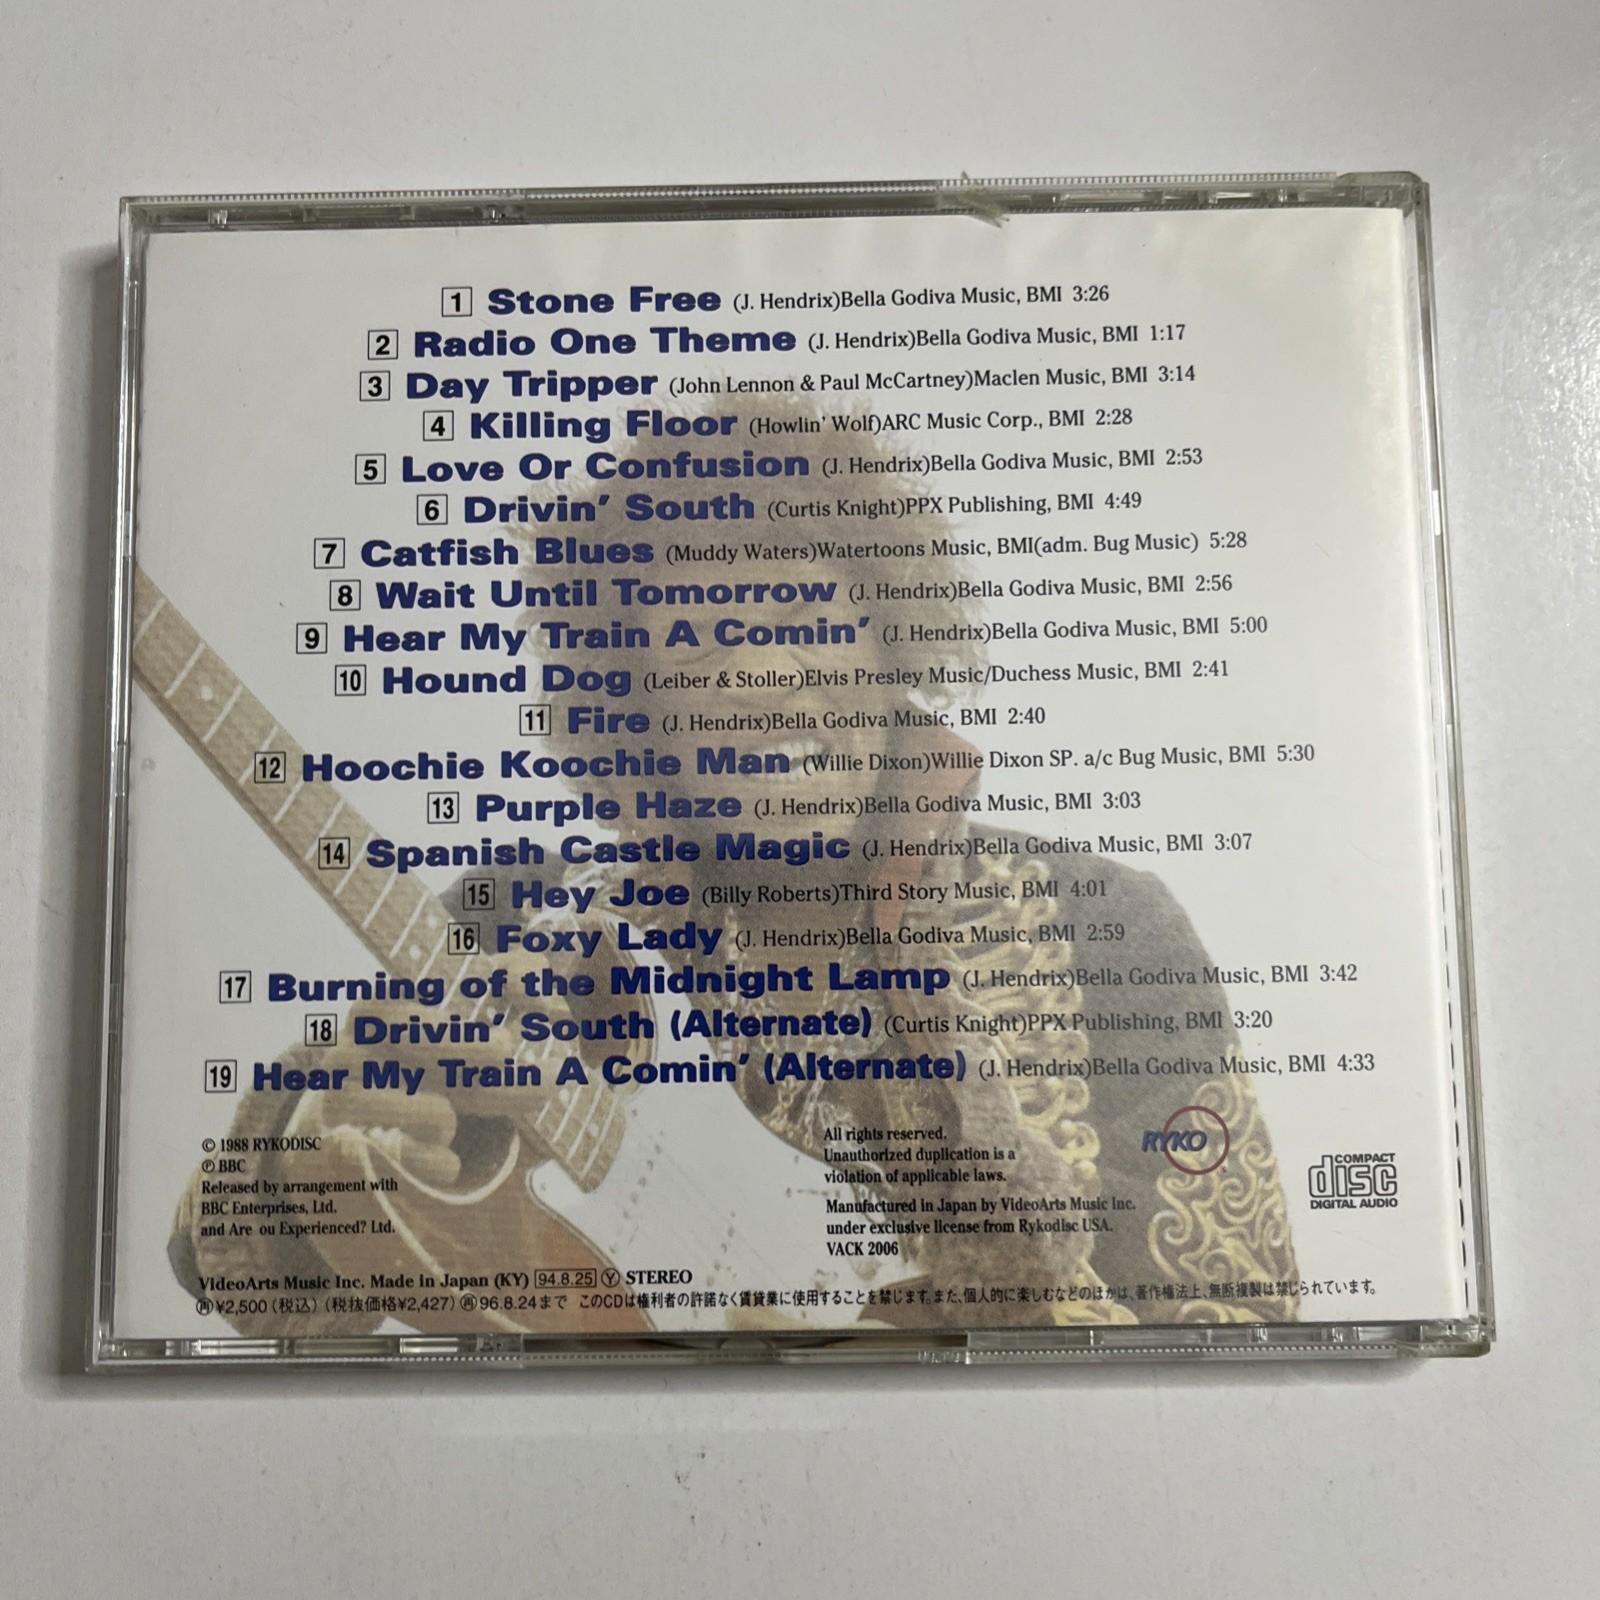 1 Stone Free (J. Hendrix)Bella Godiva Music, BMI 3:26
2 Radio One Theme (J. Hendrix)Bella Godiva Music, BMI 1:17
3 Day Tripper (John Lennon & Paul McCartney)Maclen Music, BMI 3:14
4 Killing Floor (Howlin' Wolf)ARC Music Corp., BMI 2:28
5 Love Or Confusion (J. Hendrix)Bella Godiva Music, BMI 2:53
6 Drivin' South (Curtis Knight)PPX Publishing, BMI 4:49
7 Catfish Blues (Muddy Waters)Watertoons Music, BMI(adm. Bug Music) 5:28
8 Wait Until Tomorrow (J. Hendrix)Bella Godiva Music, BMI 2:56
9 Hear My Train A Comin' (J. Hendrix)Bella Godiva Music, BMI 5:00
10 Hound Dog (Leiber & Stoller)Elvis Presley Music/Duchess Music, BMI 2:41
11 Fire (J. Hendrix)Bella Godiva Music, BMI 2:40
12 Hoochie Koochie Man (Willie Dixon)Willie Dixon SP. a/c Bug Music, BMI 5:30
13 Purple Haze (J. Hendrix)Bella Godiva Music, BMI 3:03
14 Spanish Castle Magic (J. Hendrix)Bella Godiva Music, BMI 3:07
15 Hey Joe (Billy Roberts)Third Story Music, BMI 4:01
16 Foxy Lady (J. Hendrix)Bella Godiva Music, BMI 2:59
17 Burning of the Midnight Lamp (J. Hendrix)Bella Godiva Music, BMI 3:42
18 Drivin' South (Alternate) (Curtis Knight)PPX Publishing, BMI 3:20
19 Hear My Train A Comin' (Alternate) (J. Hendrix)Bella Godiva Music, BMI 4:33
© 1988 RYKODISC
℗ BBC
Released by arrangement with
BBC Enterprises, Ltd.
and Are ou Experienced? Ltd.
All rights reserved.
Unauthorized duplication is a
violation of applicable laws.
Manufactured in Japan by VideoArts Music Inc.
under exclusive license from Rykodisc USA.
VACK 2006
RYKO
COMPACT
disc
DIGITAL AUDIO
VideoArts Music Inc. Made in Japan (KY) 94.8.25 Ⓨ STEREO
㊢¥2,500（税込）（税抜価格¥2,427）㊢96.8.24まで このCDは権利者の許諾なく賃貸業に使用することを禁じます。また、個人的に楽しむなどのほかは、著作権法上、無断複製は禁じられています。